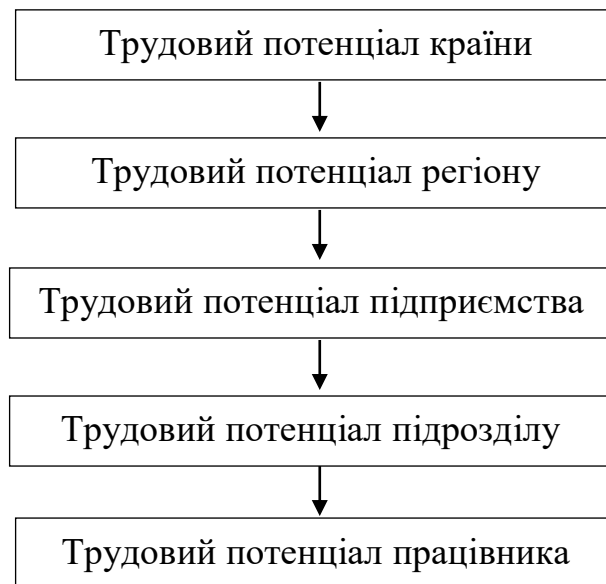 Трудовий потенціал країни
Трудовий потенціал регіону
Трудовий потенціал підприємства
Трудовий потенціал підрозділу
Трудовий потенціал працівника